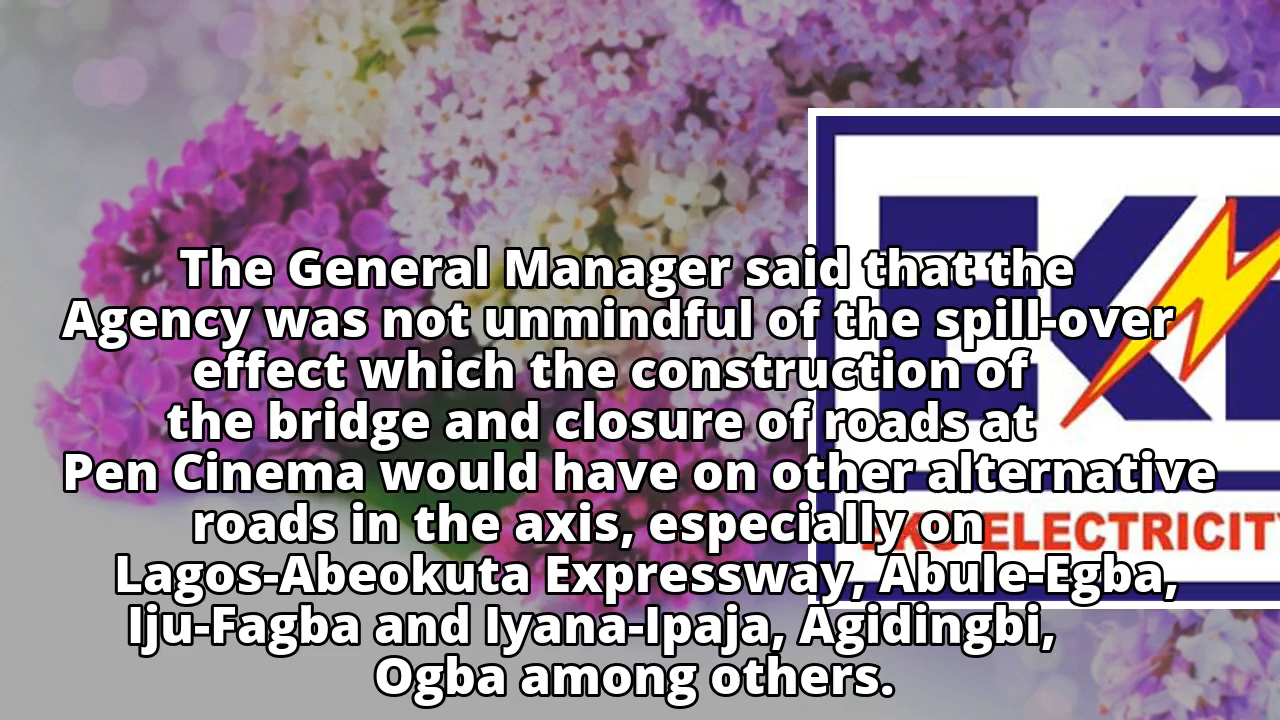 The General Manager said that the
Agency was not unmindful of the spill-over
effect which the construction of
the bridge and closure of roads at
Pen Cinema would have on other alternative
roads in the axis, especially on
Lagos-Abeokuta Expressway, Abule-Egba,
Iju-Fagba and Iyana-Ipaja, Agidingbi,
Ogba among others.
ELECTRICITY